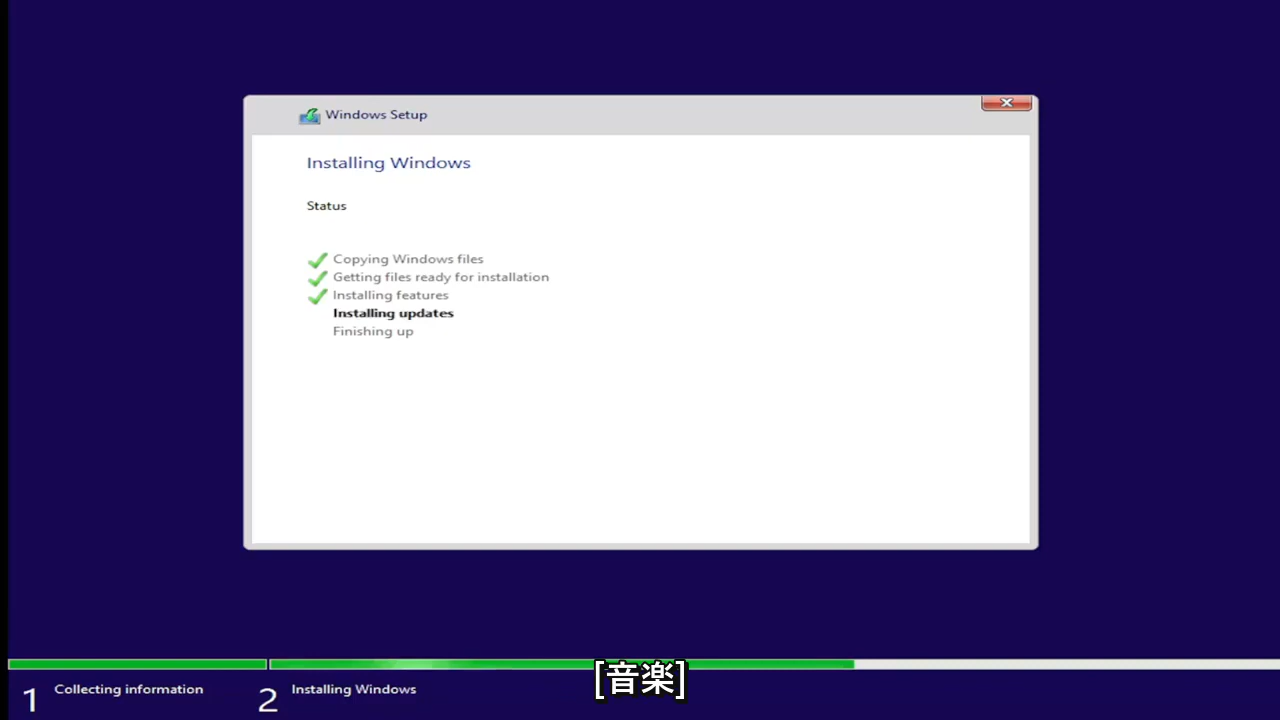 Windows Setup
Installing Windows
Status
Copying Windows files
Getting files ready for installation
Installing features
Installing updates
Finishing up
[音楽]
1 Collecting information
2 Installing Windows